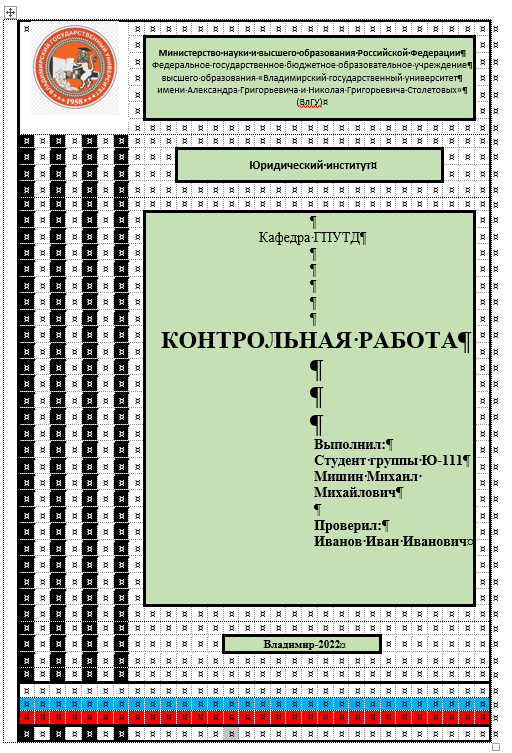 ВЛАДИМИРСКИЙ ГОСУДАРСТВЕННЫЙ УНИВЕРСИТЕТ
•1958•
Министерство·науки·и·высшего·образования·Российской·Федерации¶
Федеральное·государственное·бюджетное·образовательное·учреждение¶
высшего·образования·«Владимирский·государственный·университет¶
имени·Александра·Григорьевича·и·Николая·Григорьевича·Столетовых»¶
(ВлГУ)¤
Юридический·институт¤
Кафедра·ГПУТД¶
КОНТРОЛЬНАЯ·РАБОТА¶
Выполнил:¶
Студент·группы·Ю-111¶
Мишин·Михаил·
Михайлович¶
Проверил:¶
Иванов·Иван·Иванович¤
Владимир·2022¤